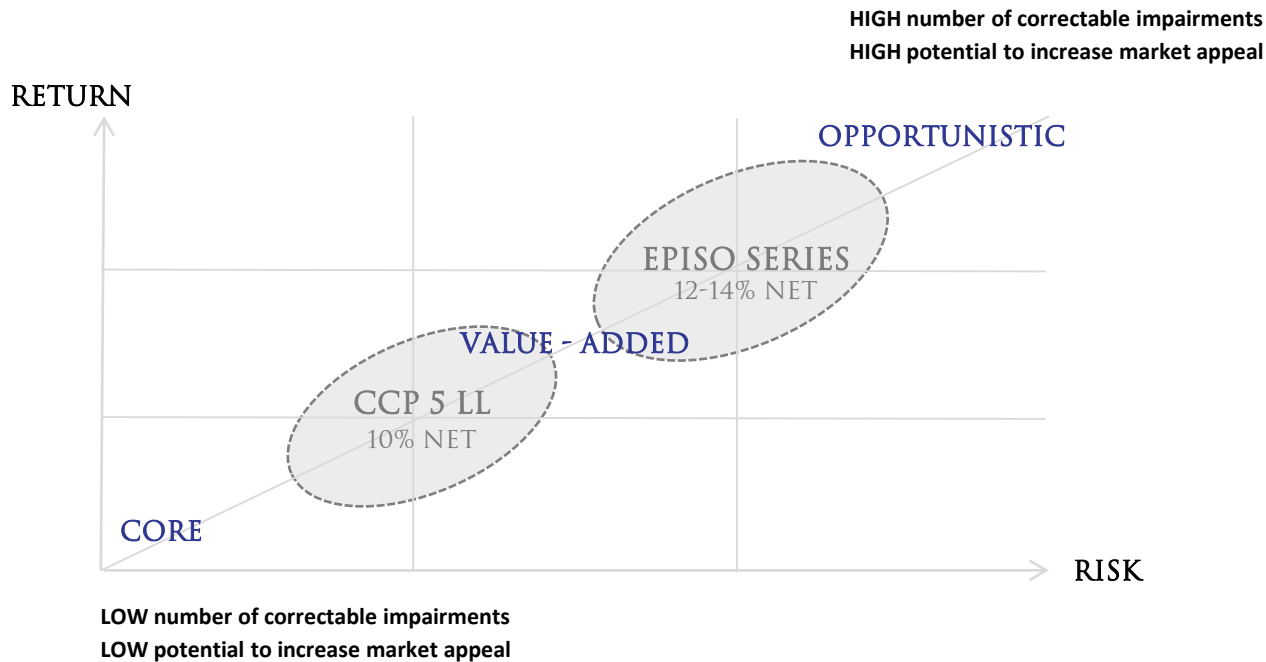 HIGH number of correctable impairments
HIGH potential to increase market appeal
RETURN
OPPORTUNISTIC
EPISO SERIES
12-14% NET
VALUE - ADDED
CCP 5 LL
10% NET
CORE
RISK
LOW number of correctable impairments
LOW potential to increase market appeal